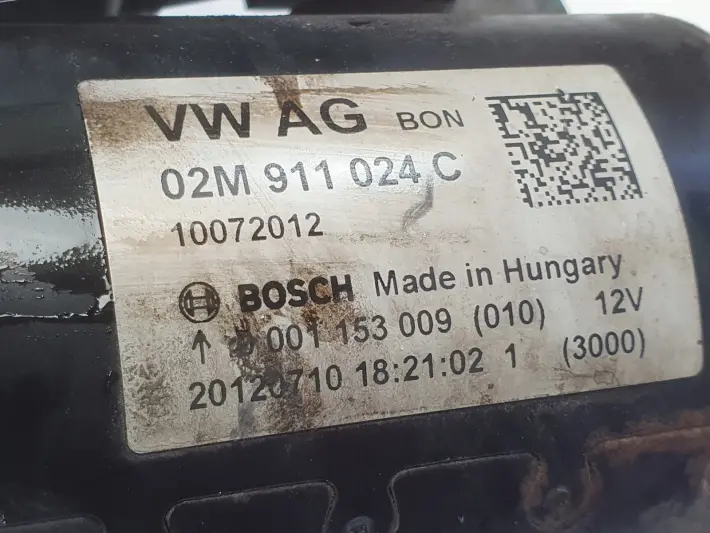 VW AG BON
02M 911 024 C
10072012
BOSCH Made in Hungary
↑ 0 001 153 009 (010) 12V
20120710 18:21:02 1 (3000)